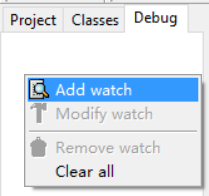 Project Classes Debug
Add watch
Modify watch
Remove watch
Clear all